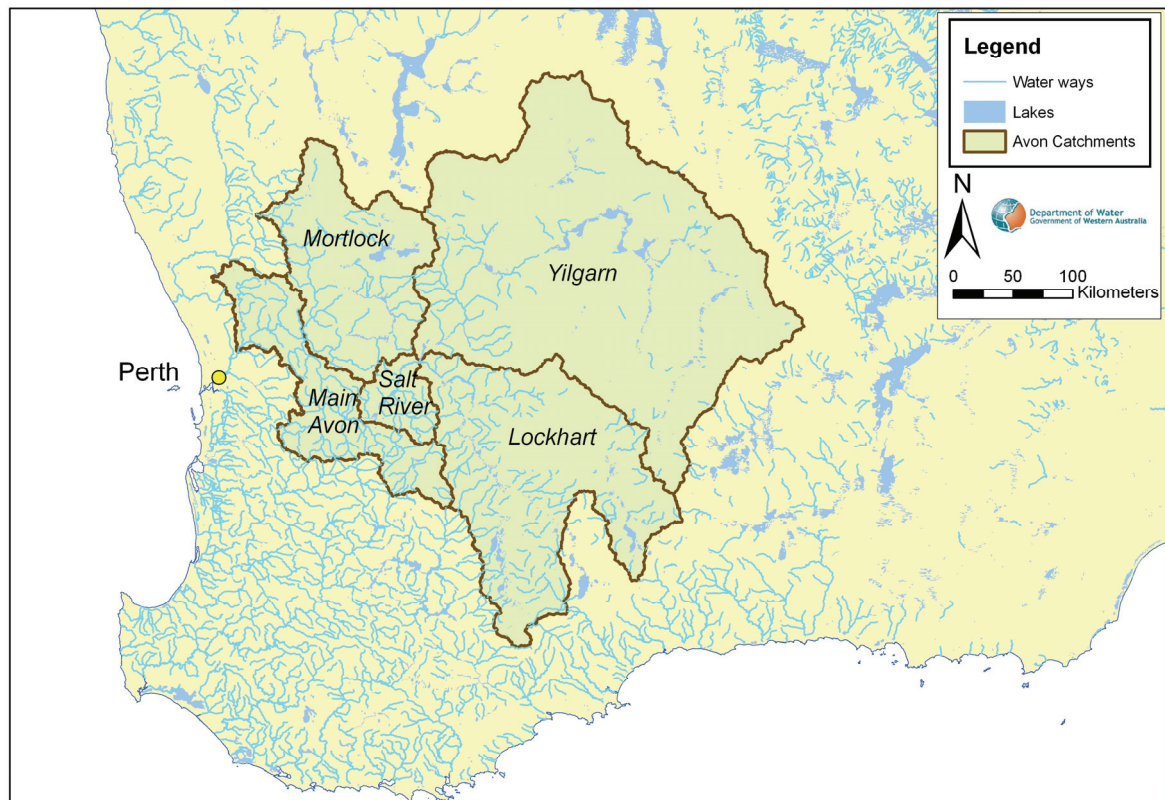 Legend
Water ways
Lakes
Avon Catchments
N
Department of Water
Government of Western Australia
0 50 100
Kilometers
Mortlock
Yilgarn
Perth
Salt
River
Main
Avon
Lockhart